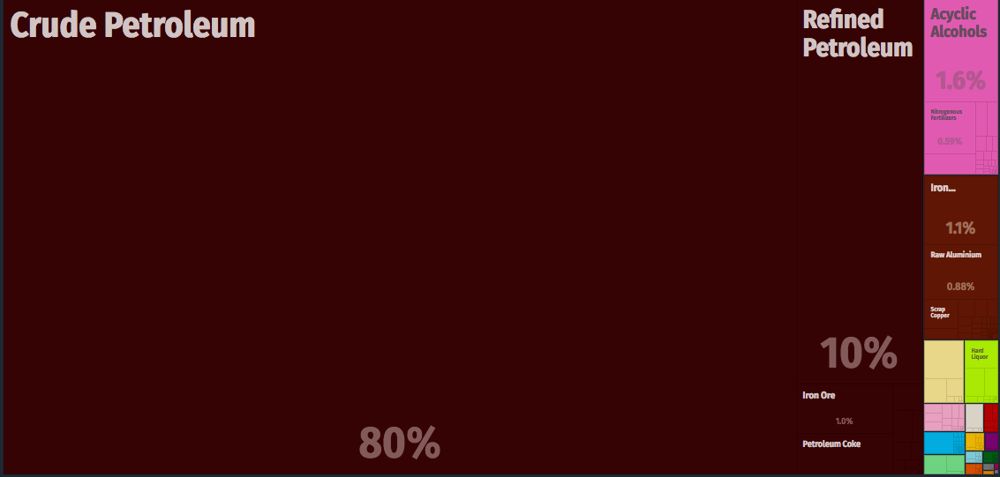 Crude Petroleum
80%
Refined
Petroleum
10%
Iron Ore
1.0%
Petroleum Coke
Acyclic
Alcohols
1.6%
Nitrogenous
Fertilizers
0.59%
Iron...
1.1%
Raw Aluminium
0.88%
Scrap
Copper
Hard
Liquor